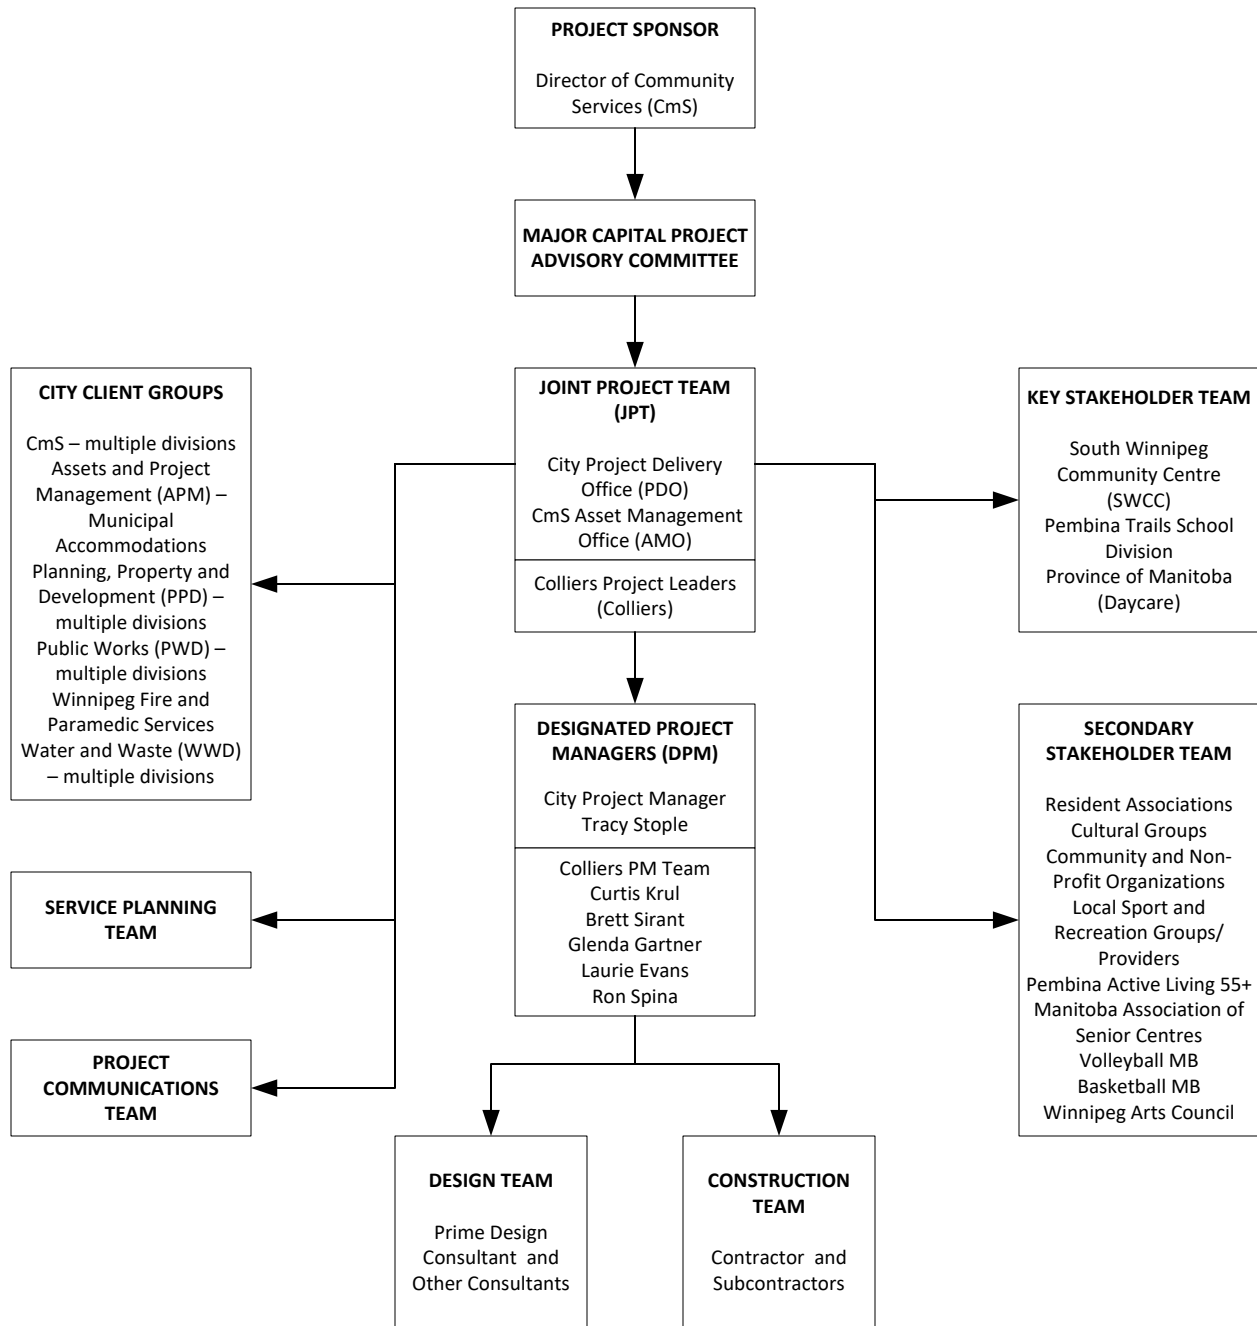 PROJECT SPONSOR
Director of Community
Services (CmS)
MAJOR CAPITAL PROJECT
ADVISORY COMMITTEE
CITY CLIENT GROUPS
CmS – multiple divisions
Assets and Project
Management (APM) –
Municipal
Accommodations
Planning, Property and
Development (PPD) –
multiple divisions
Public Works (PWD) –
multiple divisions
Winnipeg Fire and
Paramedic Services
Water and Waste (WWD)
– multiple divisions
JOINT PROJECT TEAM
(JPT)
City Project Delivery
Office (PDO)
CmS Asset Management
Office (AMO)
Colliers Project Leaders
(Colliers)
KEY STAKEHOLDER TEAM
South Winnipeg
Community Centre
(SWCC)
Pembina Trails School
Division
Province of Manitoba
(Daycare)
DESIGNATED PROJECT
MANAGERS (DPM)
City Project Manager
Tracy Stople
Colliers PM Team
Curtis Krul
Brett Sirant
Glenda Gartner
Laurie Evans
Ron Spina
SECONDARY
STAKEHOLDER TEAM
Resident Associations
Cultural Groups
Community and Non-
Profit Organizations
Local Sport and
Recreation Groups/
Providers
Pembina Active Living 55+
Manitoba Association of
Senior Centres
Volleyball MB
Basketball MB
Winnipeg Arts Council
SERVICE PLANNING
TEAM
PROJECT
COMMUNICATIONS
TEAM
DESIGN TEAM
Prime Design
Consultant and
Other Consultants
CONSTRUCTION
TEAM
Contractor and
Subcontractors